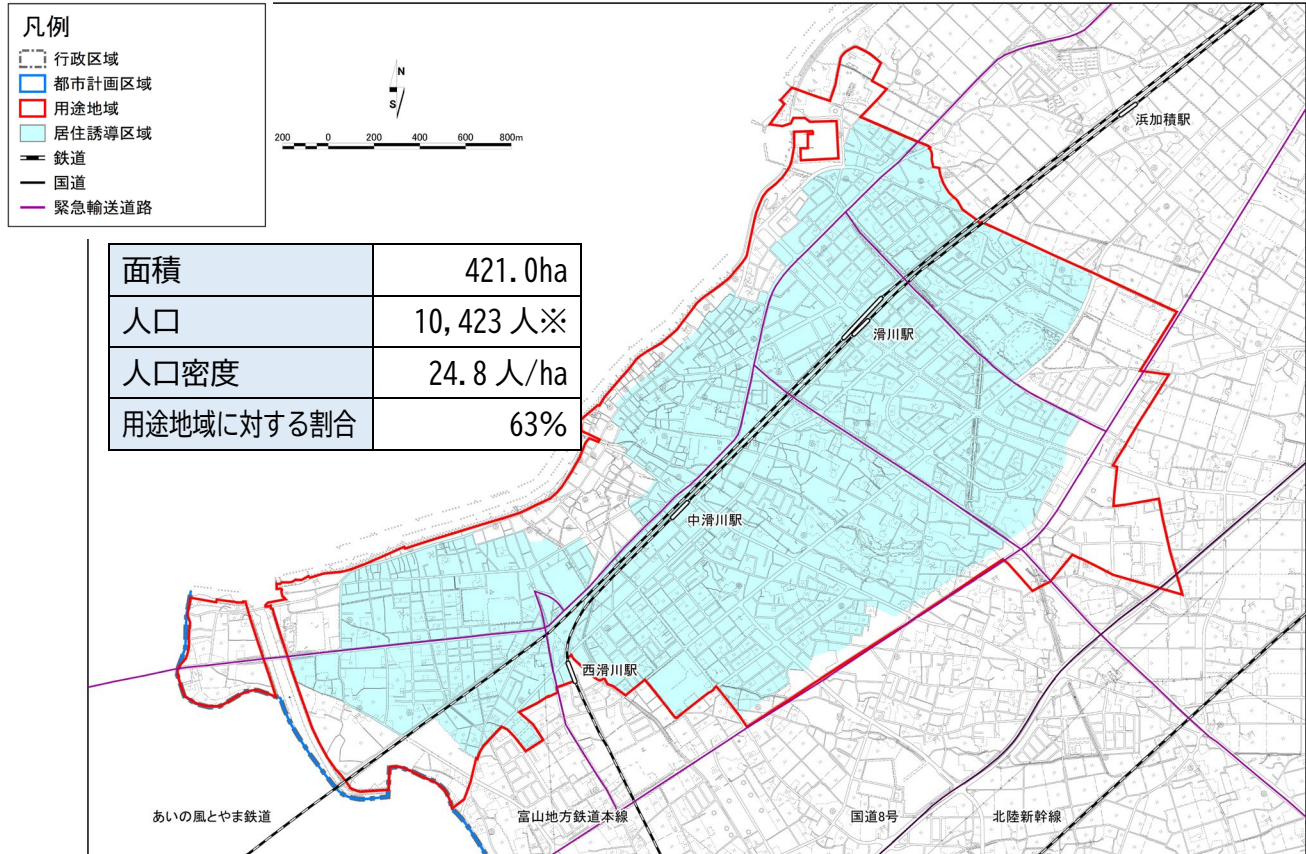 凡例
行政区域
都市計画区域
用途地域
居住誘導区域
鉄道
国道
緊急輸送道路
N
S
200 0 200 400 600 800m
浜加積駅
面積 421.0ha
人口 10,423 人※
人口密度 24.8 人/ha
用途地域に対する割合 63%
滑川駅
中滑川駅
西滑川駅
あいの風とやま鉄道
富山地方鉄道本線
国道8号
北陸新幹線